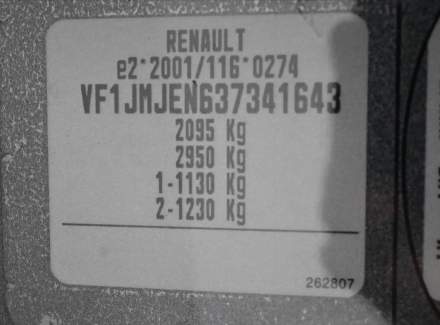 RENAULT
e2*2001/116*0274
VF1JMJEN637341643
2095 Kg
2950 Kg
1-1130 Kg
2-1230 Kg
262807